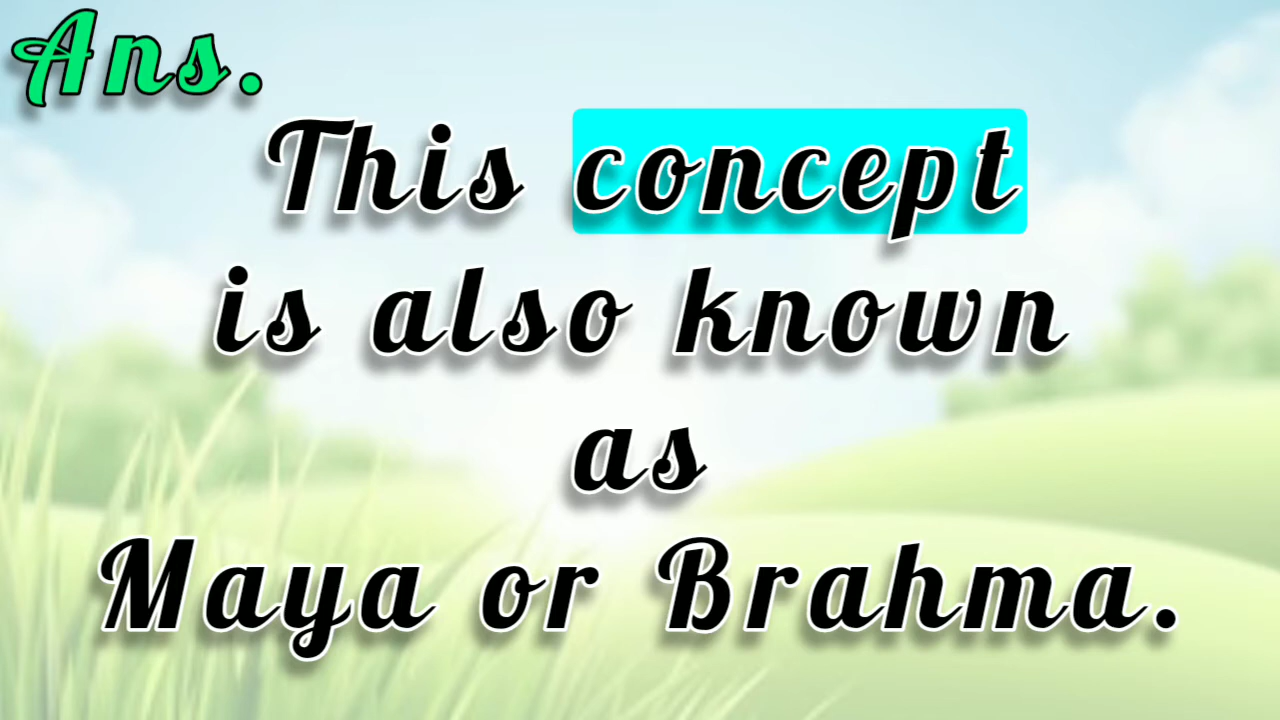 Ans.
This concept
is also known
as
Maya or Brahma.